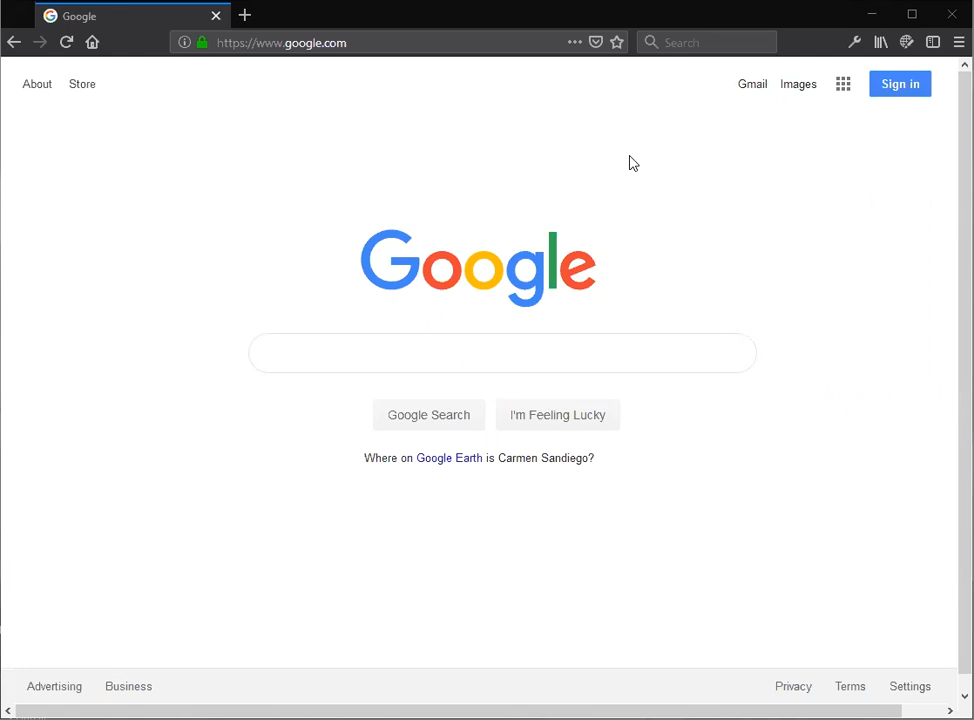 Google
https://www.google.com
Search
About Store
Gmail Images Sign in
Google
Google Search I'm Feeling Lucky
Where on Google Earth is Carmen Sandiego?
Advertising Business
Privacy Terms Settings